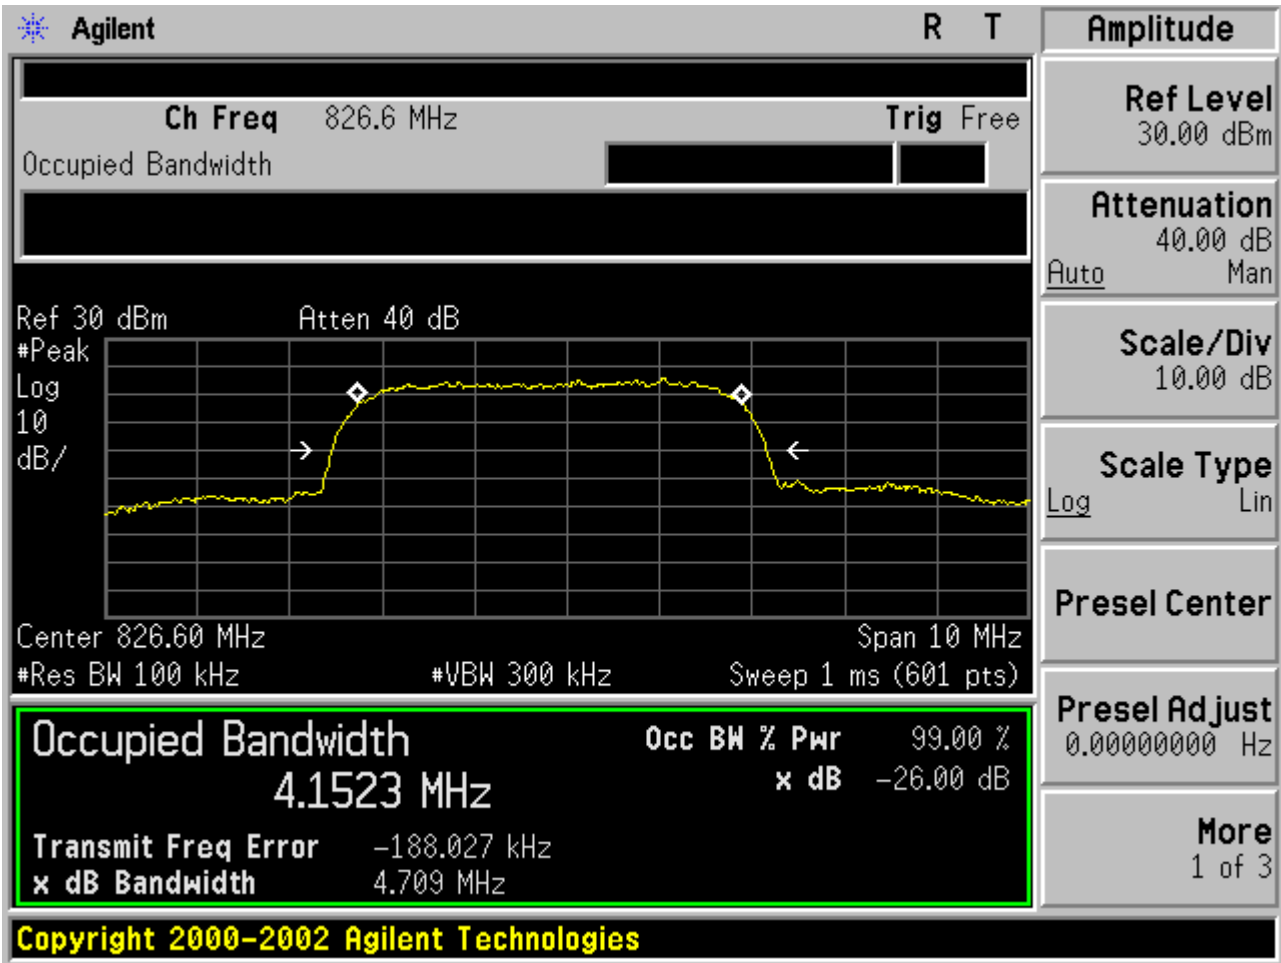 Agilent R T
Ch Freq 826.6 MHz Trig Free
Occupied Bandwidth
Ref 30 dBm Atten 40 dB
#Peak
Log
10
dB/
Center 826.60 MHz Span 10 MHz
#Res BW 100 kHz #VBW 300 kHz Sweep 1 ms (601 pts)
Occupied Bandwidth
4.1523 MHz
Occ BW % Pwr 99.00 %
x dB -26.00 dB
Transmit Freq Error -188.027 kHz
x dB Bandwidth 4.709 MHz
Copyright 2000-2002 Agilent Technologies
Amplitude
Ref Level
30.00 dBm
Attenuation
40.00 dB
Auto Man
Scale/Div
10.00 dB
Scale Type
Log Lin
Presel Center
Presel Adjust
0.00000000 Hz
More
1 of 3